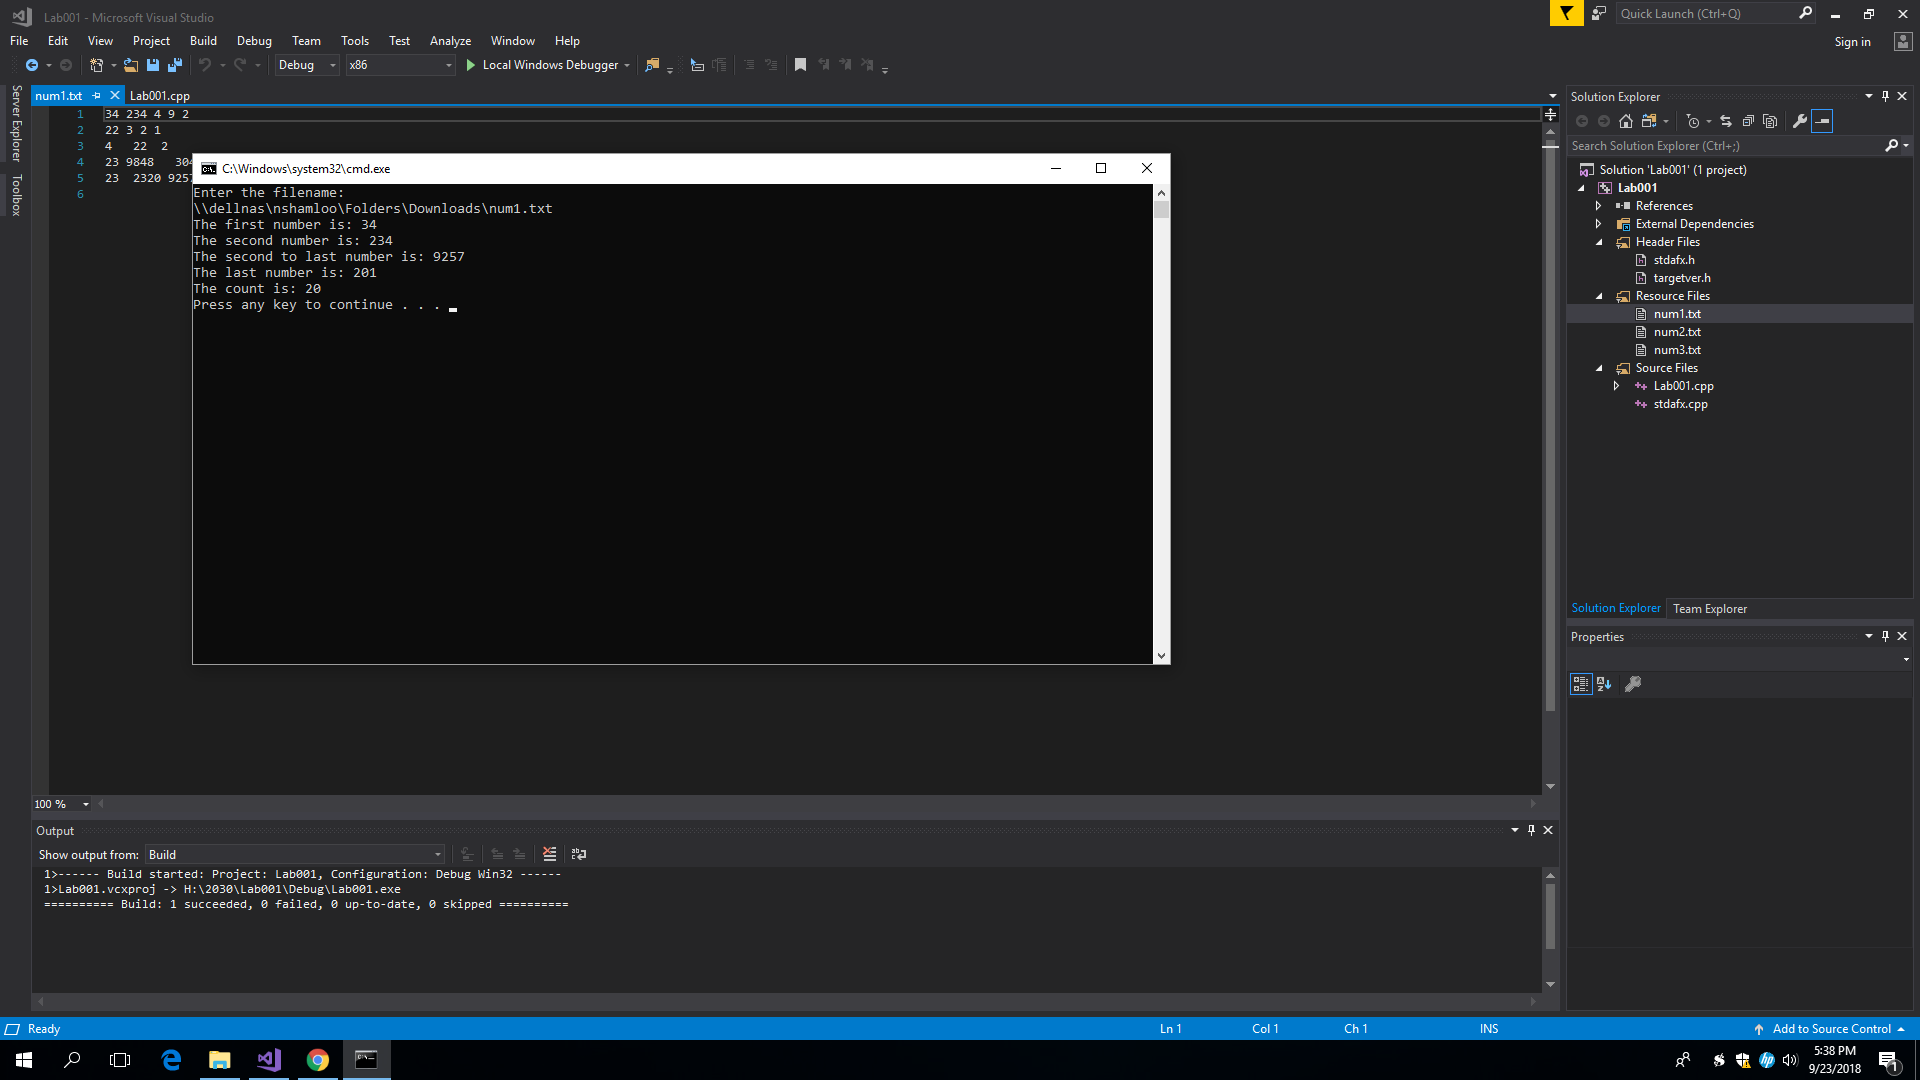 Lab001 - Microsoft Visual Studio
Quick Launch (Ctrl+Q)
File Edit View Project Build Debug Team Tools Test Analyze Window Help
Sign in
Debug x86 Local Windows Debugger
Server Explorer
Toolbox
num1.txt Lab001.cpp
1 34 234 4 9 2
2 22 3 2 1
3 4 22 2
4 23 9848 304
5 23 2320 9257
6
C:\Windows\system32\cmd.exe
Enter the filename:
\\dellnas\nshamloo\Folders\Downloads\num1.txt
The first number is: 34
The second number is: 234
The second to last number is: 9257
The last number is: 201
The count is: 20
Press any key to continue . . .
Solution Explorer
Search Solution Explorer (Ctrl+;)
Solution 'Lab001' (1 project)
Lab001
References
External Dependencies
Header Files
stdafx.h
targetver.h
Resource Files
num1.txt
num2.txt
num3.txt
Source Files
Lab001.cpp
stdafx.cpp
Solution Explorer Team Explorer
Properties
100 %
Output
Show output from: Build
1>------ Build started: Project: Lab001, Configuration: Debug Win32 ------
1>Lab001.vcxproj -> H:\2030\Lab001\Debug\Lab001.exe
========== Build: 1 succeeded, 0 failed, 0 up-to-date, 0 skipped ==========
Ready Ln 1 Col 1 Ch 1 INS Add to Source Control
5:38 PM
9/23/2018
1